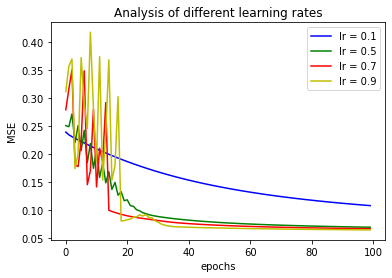 Analysis of different learning rates
lr = 0.1
lr = 0.5
lr = 0.7
lr = 0.9
MSE
0.40
0.35
0.30
0.25
0.20
0.15
0.10
0.05
0
20
40
60
80
100
epochs